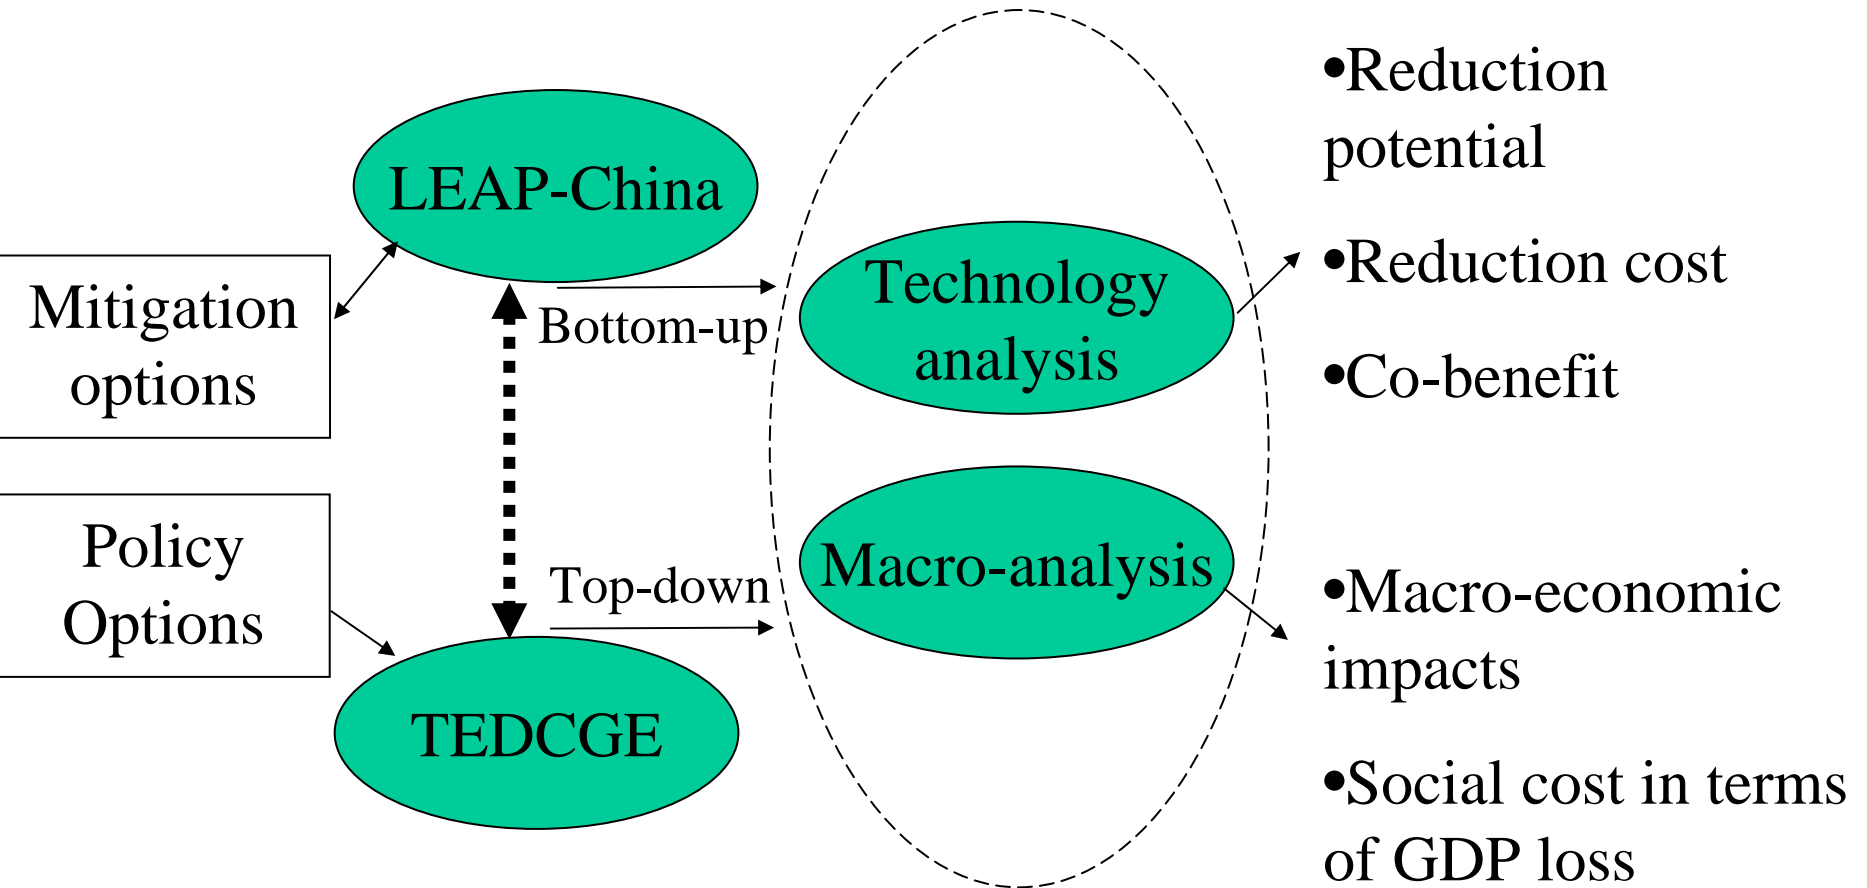 Mitigation
options
Policy
Options
LEAP-China
TEDCGE
Bottom-up
Top-down
Technology
analysis
Macro-analysis
•Reduction
potential
•Reduction cost
•Co-benefit
•Macro-economic
impacts
•Social cost in terms
of GDP loss